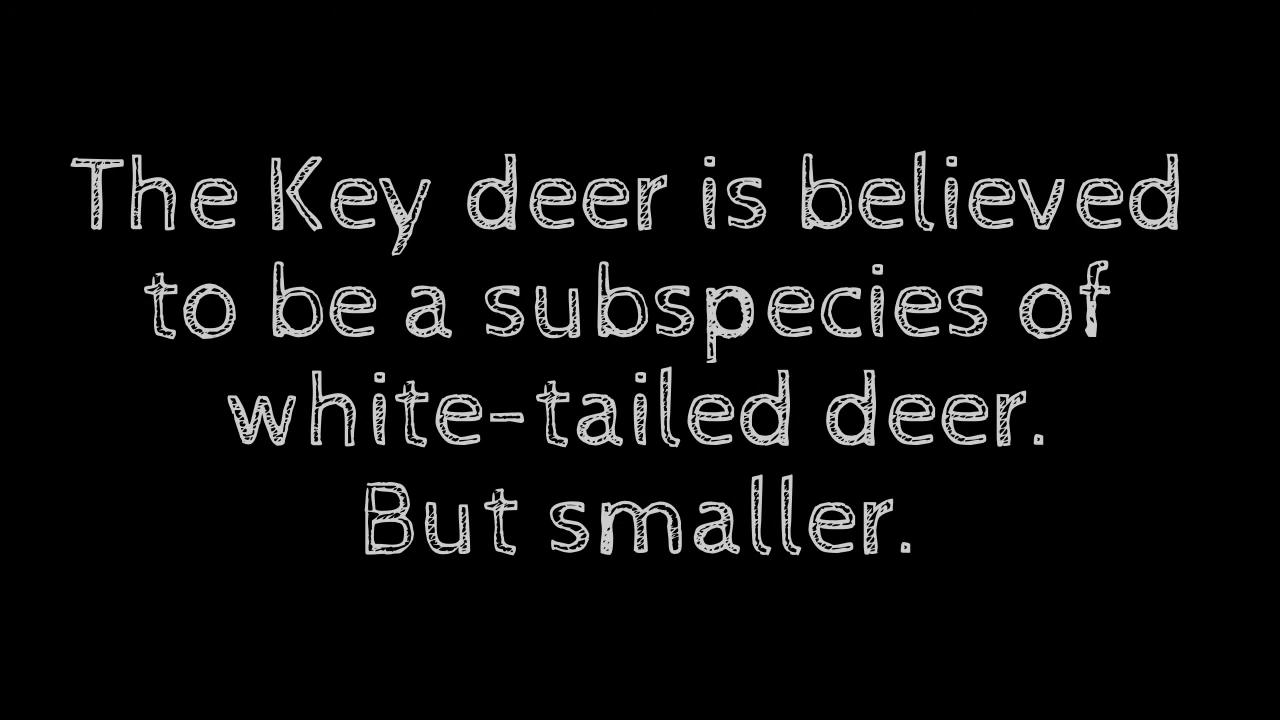 The Key deer is believed
to be a subspecies of
white-tailed deer.
But smaller.